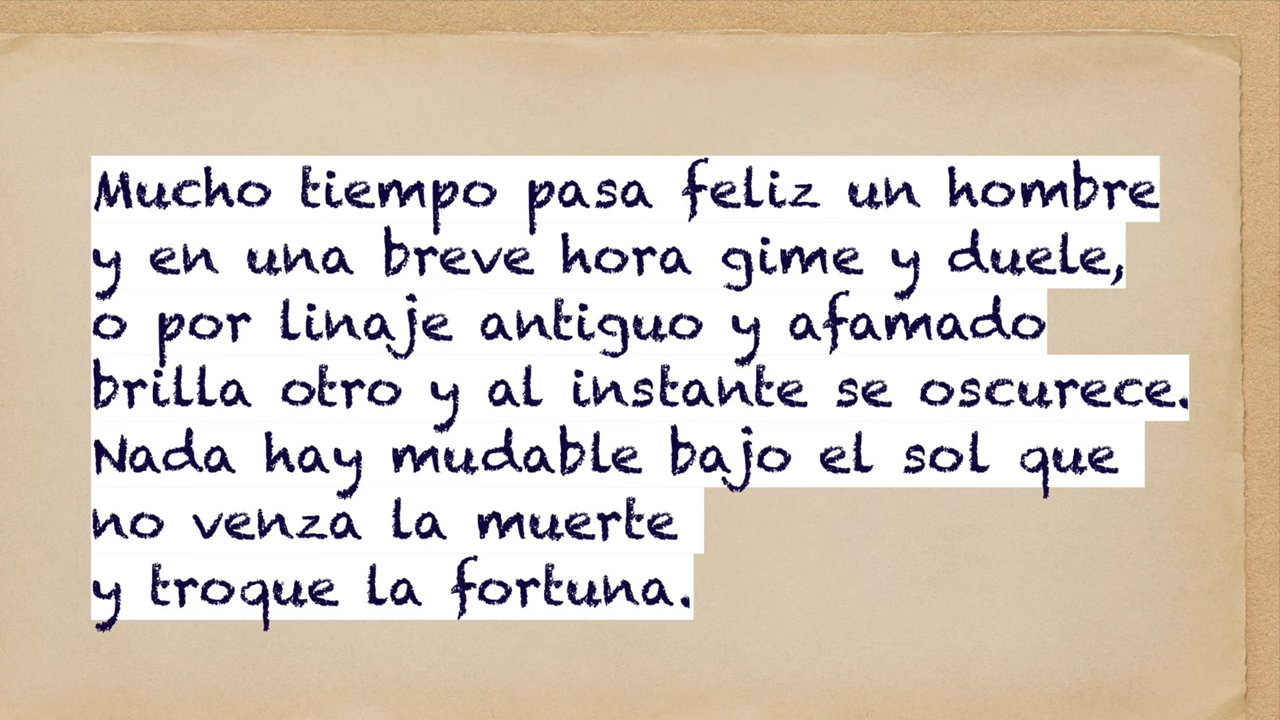 Mucho tiempo pasa feliz un hombre
y en una breve hora gime y duele,
o por linaje antiguo y afamado
brilla otro y al instante se oscurece.
Nada hay mudable bajo el sol que
no venza la muerte
y troque la fortuna.